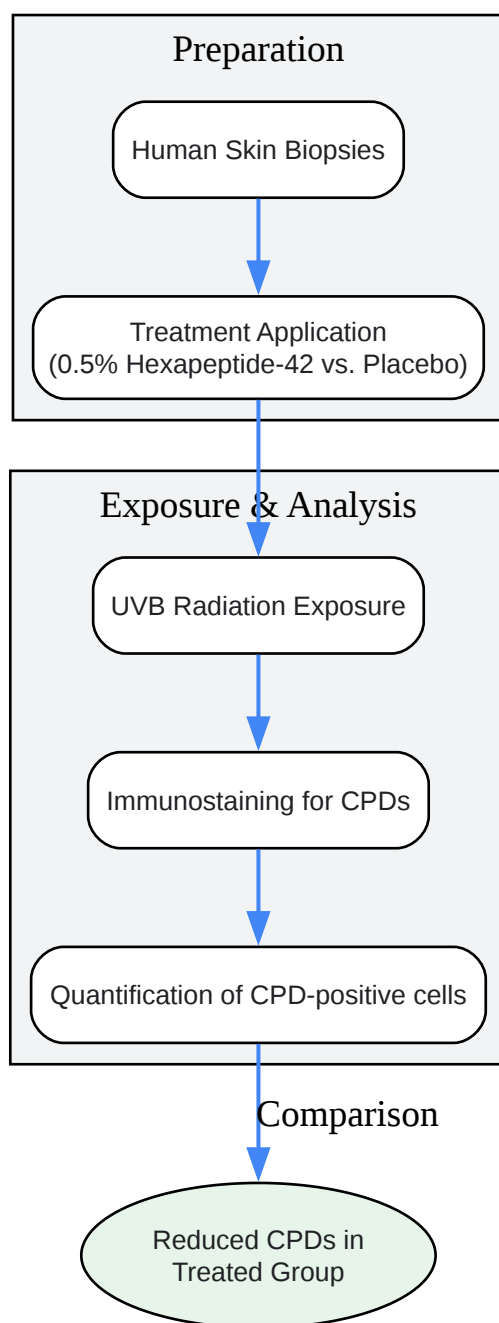 Preparation
Human Skin Biopsies
Treatment Application
(0.5% Hexapeptide-42 vs. Placebo)
Exposure & Analysis
UVB Radiation Exposure
Immunostaining for CPDs
Quantification of CPD-positive cells
Comparison
Reduced CPDs in
Treated Group